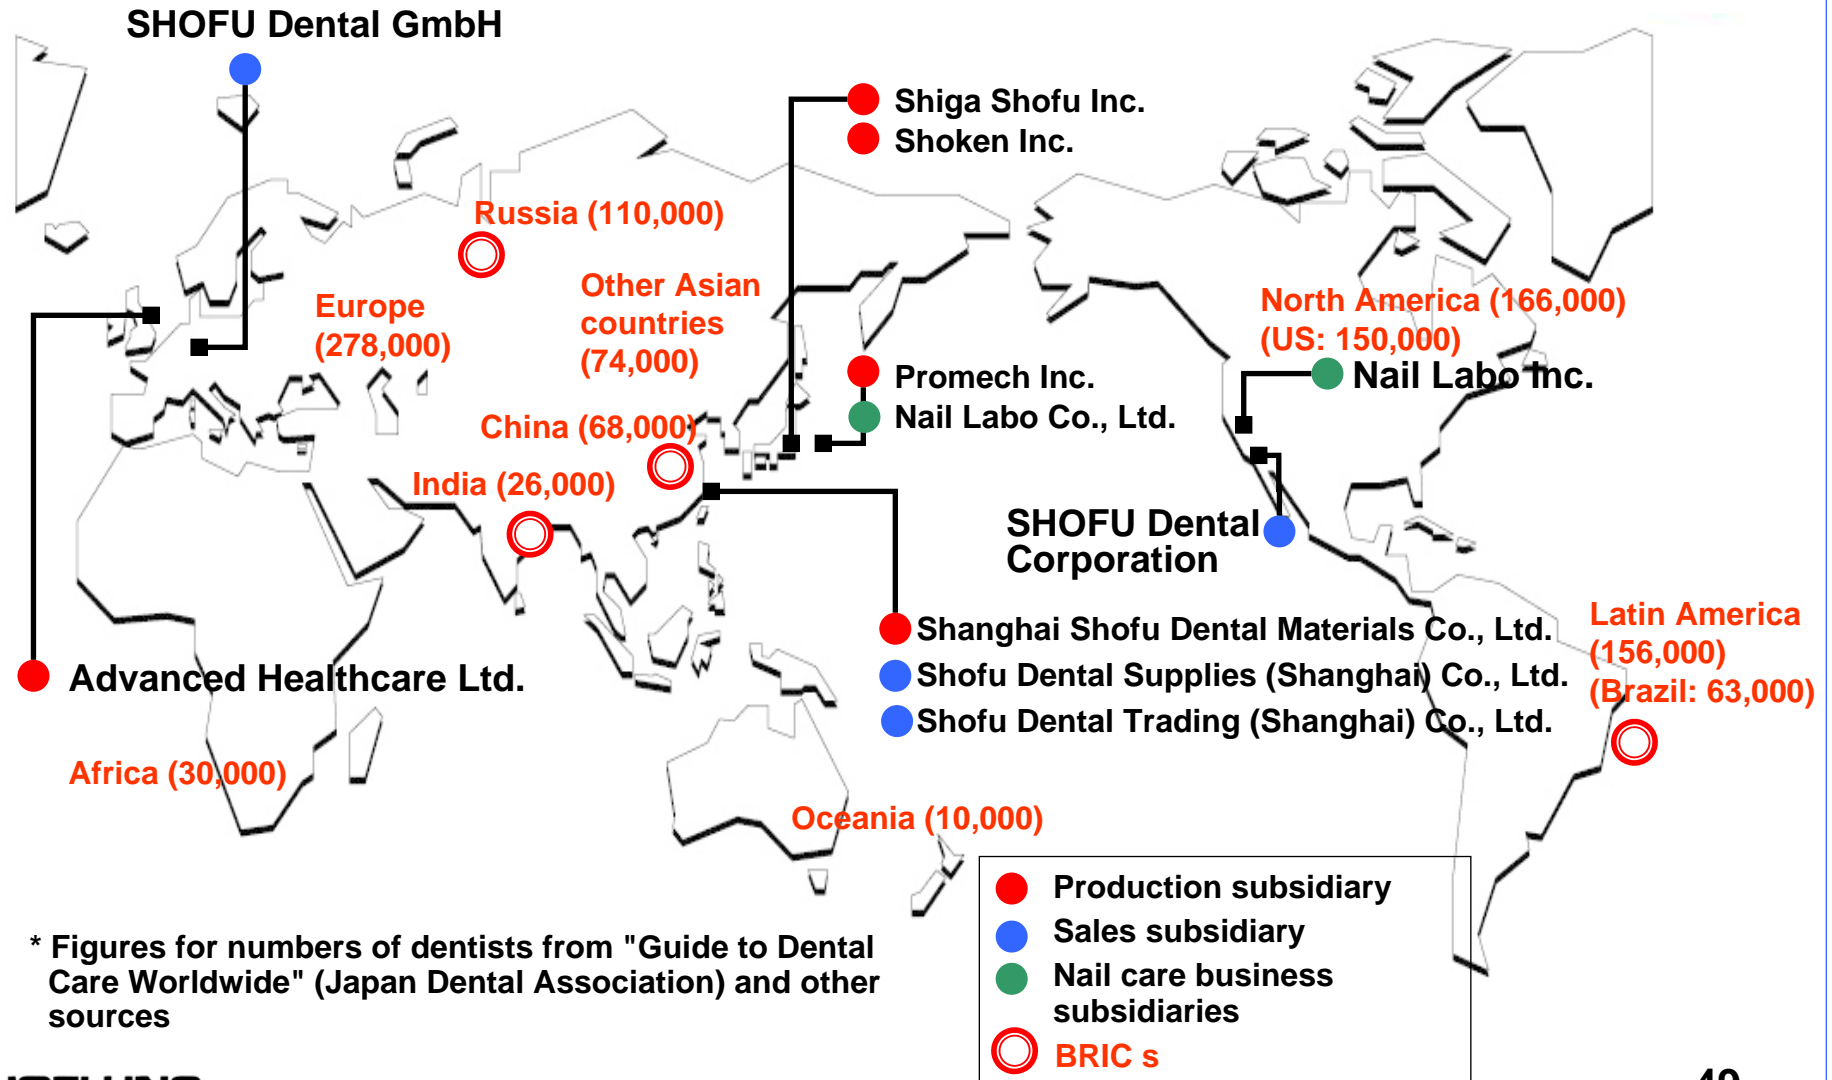 SHOFU Dental GmbH
Shiga Shofu Inc.
Shoken Inc.
Russia (110,000)
Europe
(278,000)
Other Asian
countries
(74,000)
North America (166,000)
(US: 150,000)
Nail Labo Inc.
Promech Inc.
Nail Labo Co., Ltd.
China (68,000)
India (26,000)
SHOFU Dental
Corporation
Shanghai Shofu Dental Materials Co., Ltd.
Shofu Dental Supplies (Shanghai) Co., Ltd.
Shofu Dental Trading (Shanghai) Co., Ltd.
Latin America
(156,000)
(Brazil: 63,000)
Advanced Healthcare Ltd.
Africa (30,000)
Oceania (10,000)
Production subsidiary
Sales subsidiary
Nail care business
subsidiaries
BRIC s
* Figures for numbers of dentists from "Guide to Dental
Care Worldwide" (Japan Dental Association) and other
sources